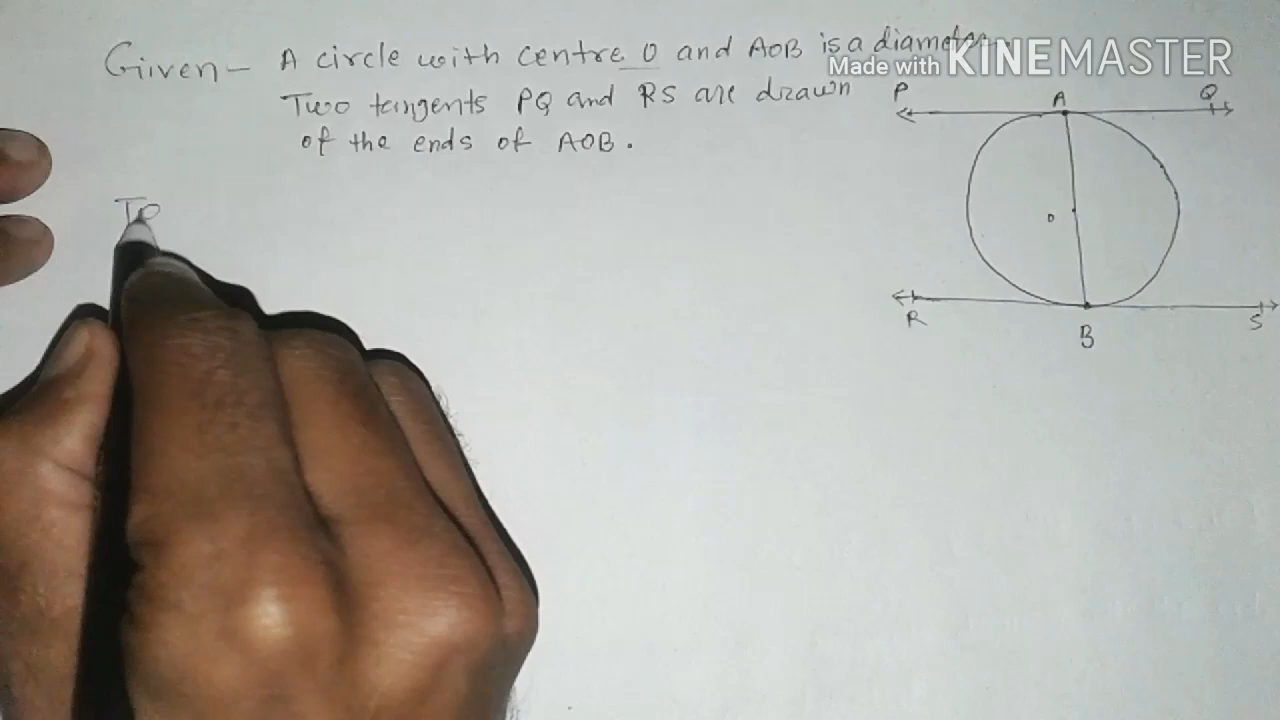 Given - A circle with centre O and AOB is a diameter
Two tangents PQ and RS are drawn
of the ends of AOB.
Made with KINEMASTER
P A Q
O
R B S
To